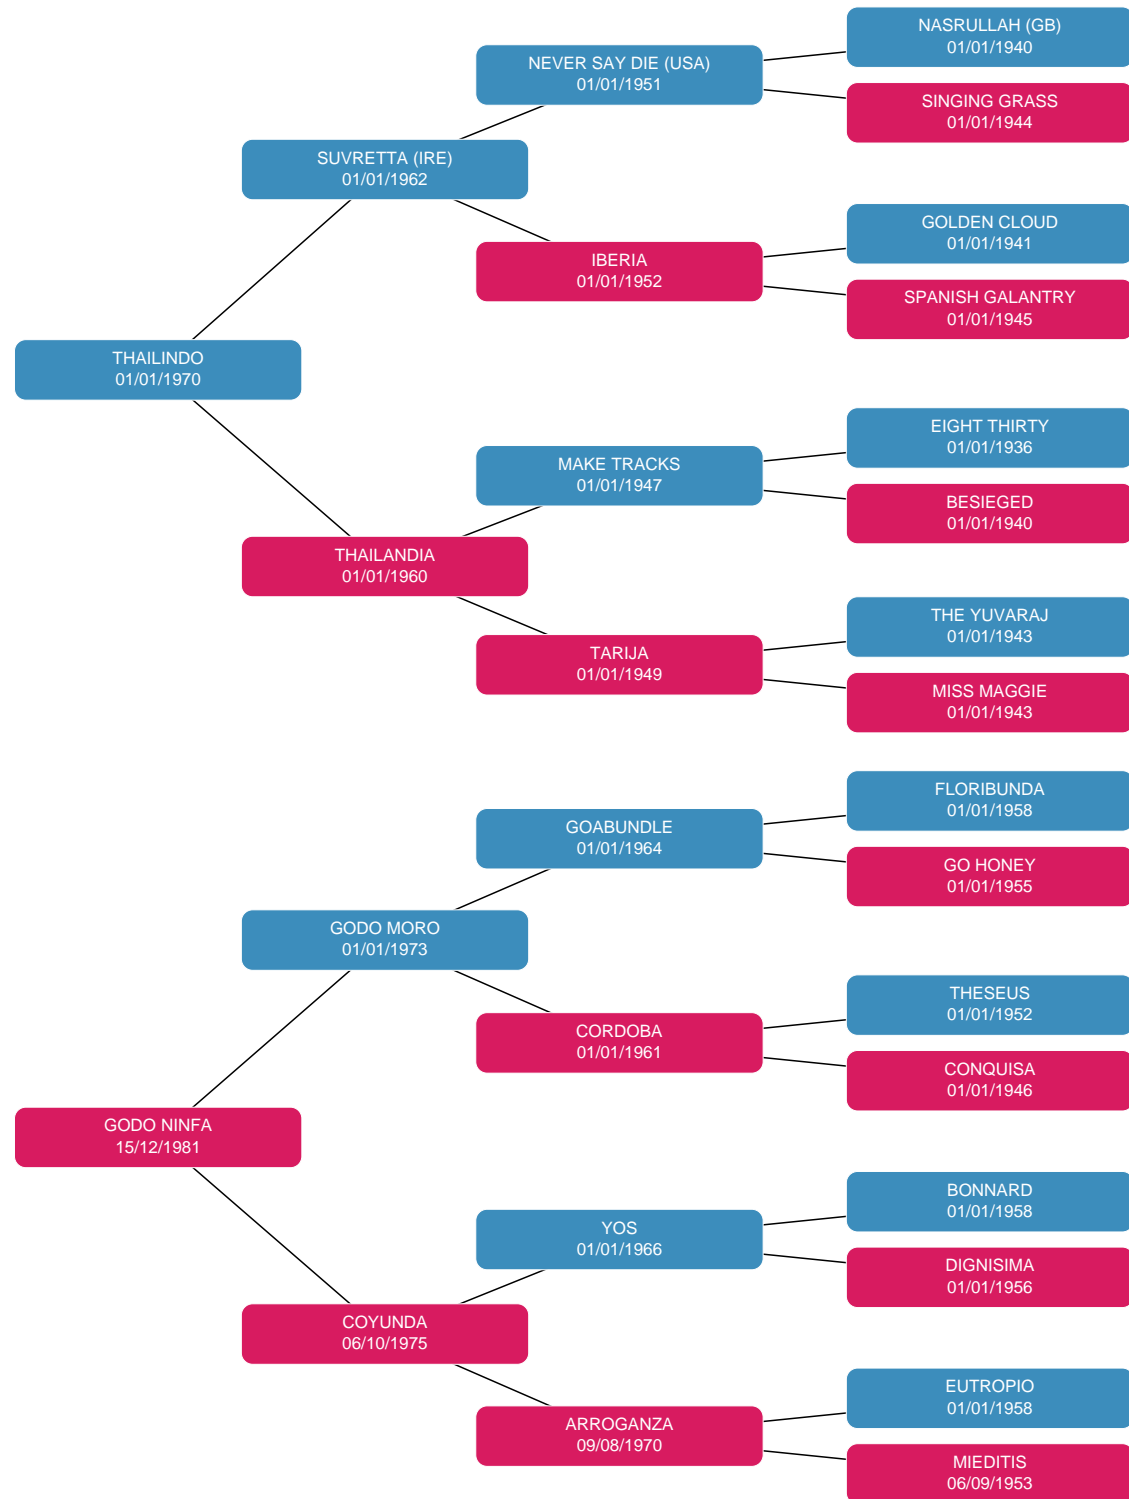 NASRULLAH (GB)
01/01/1940
NEVER SAY DIE (USA)
01/01/1951
SINGING GRASS
01/01/1944
SUVRETTA (IRE)
01/01/1962
GOLDEN CLOUD
01/01/1941
IBERIA
01/01/1952
SPANISH GALANTRY
01/01/1945
THAILINDO
01/01/1970
EIGHT THIRTY
01/01/1936
MAKE TRACKS
01/01/1947
BESIEGED
01/01/1940
THAILANDIA
01/01/1960
THE YUVARAJ
01/01/1943
TARIJA
01/01/1949
MISS MAGGIE
01/01/1943
FLORIBUNDA
01/01/1958
GOABUNDLE
01/01/1964
GO HONEY
01/01/1955
GODO MORO
01/01/1973
THESEUS
01/01/1952
CORDOBA
01/01/1961
CONQUISA
01/01/1946
GODO NINFA
15/12/1981
BONNARD
01/01/1958
YOS
01/01/1966
DIGNISIMA
01/01/1956
COYUNDA
06/10/1975
EUTROPIO
01/01/1958
ARROGANZA
09/08/1970
MIEDITIS
06/09/1953